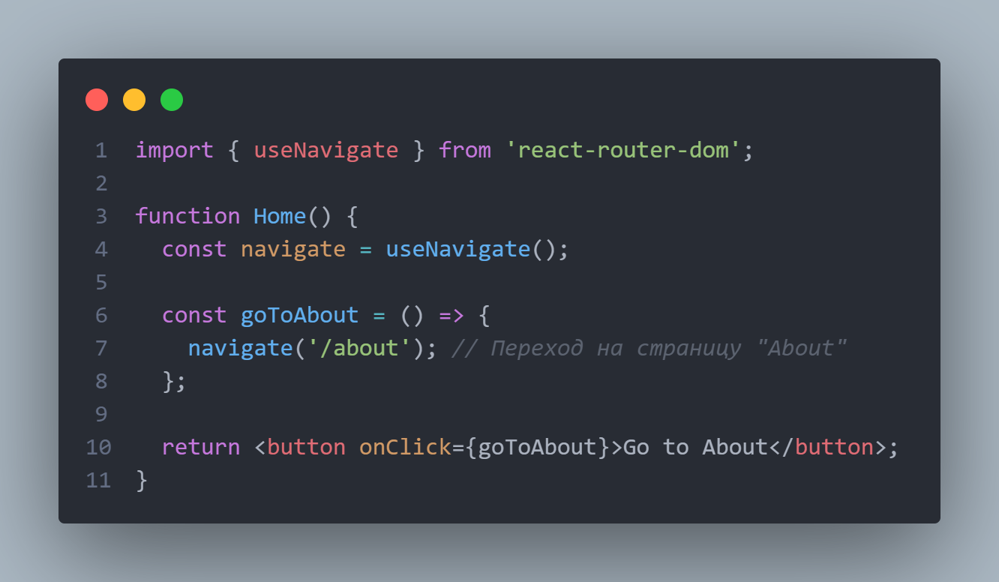 1 import { useNavigate } from 'react-router-dom';
2
3 function Home() {
4   const navigate = useNavigate();
5
6   const goToAbout = () => {
7     navigate('/about'); // Переход на страницу "About"
8   };
9
10   return <button onClick={goToAbout}>Go to About</button>;
11 }